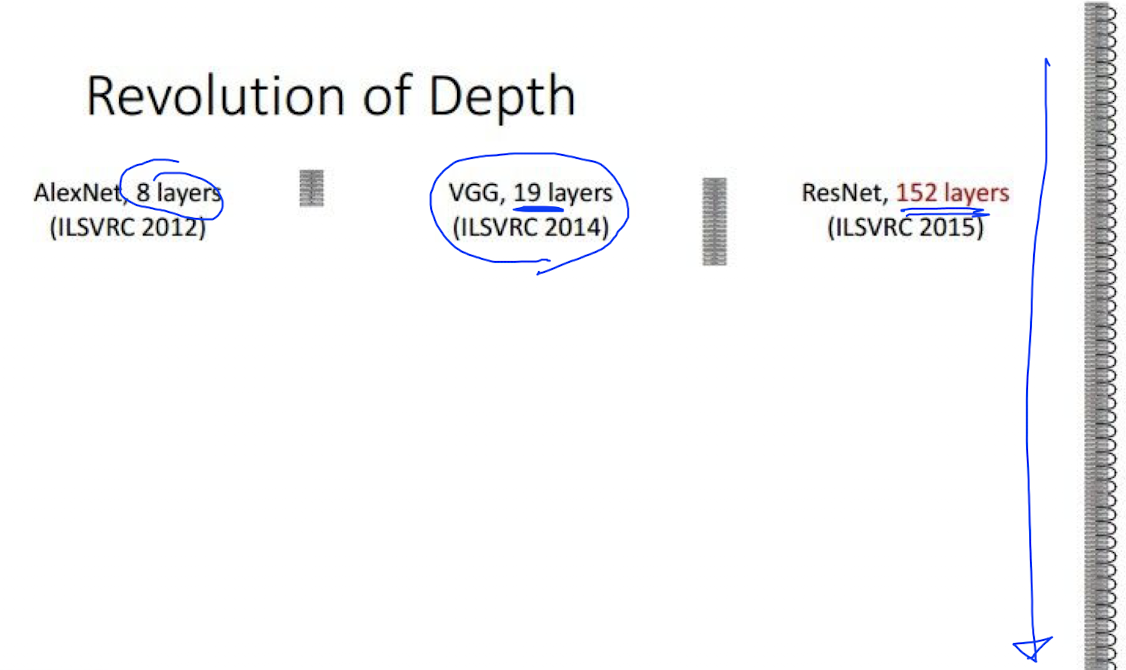 Revolution of Depth
AlexNet, 8 layers
(ILSVRC 2012)
VGG, 19 layers
(ILSVRC 2014)
ResNet, 152 layers
(ILSVRC 2015)